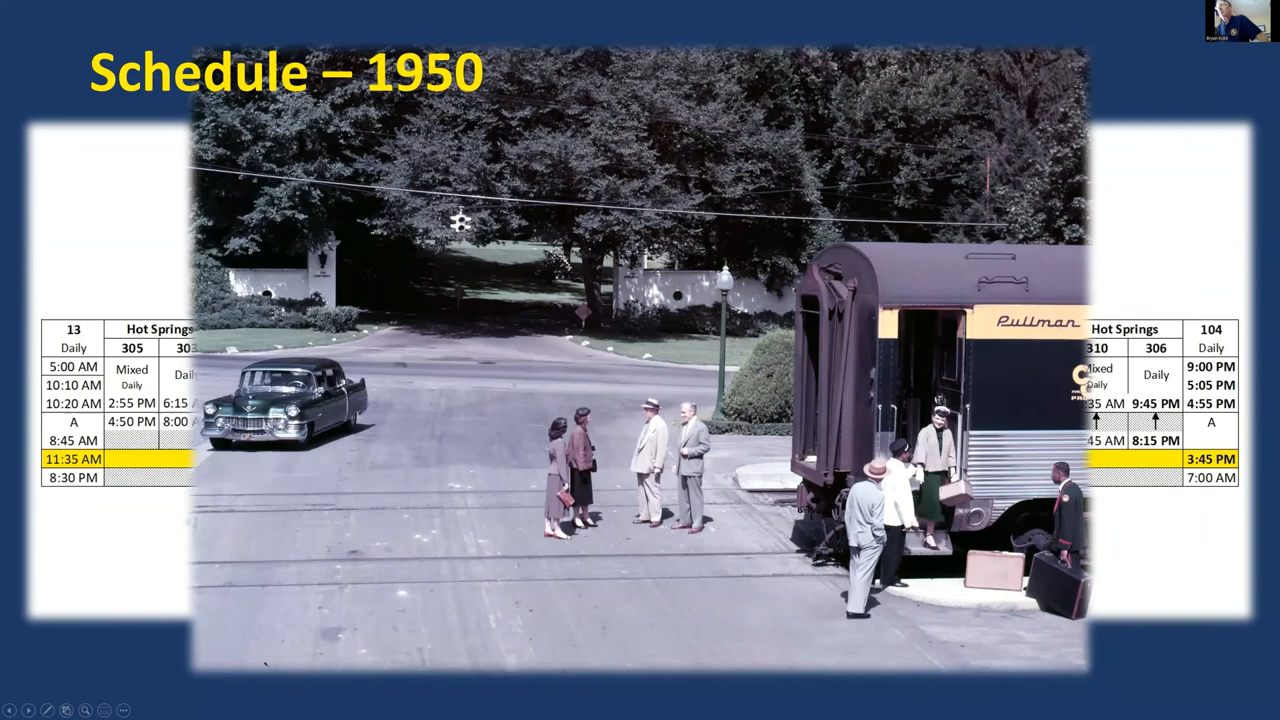 Bryan Kidd
Schedule – 1950
13 Hot Springs
Daily 305
5:00 AM Mixed
10:10 AM Daily
10:20 AM 2:55 PM 6:15
A 4:50 PM 8:00
8:45 AM
11:35 AM
8:30 PM
Pullman
Hot Springs 104
310 306 Daily
Daily 9:00 PM
Daily 5:05 PM
9:45 PM 4:55 PM
A
8:15 PM
3:45 PM
7:00 AM